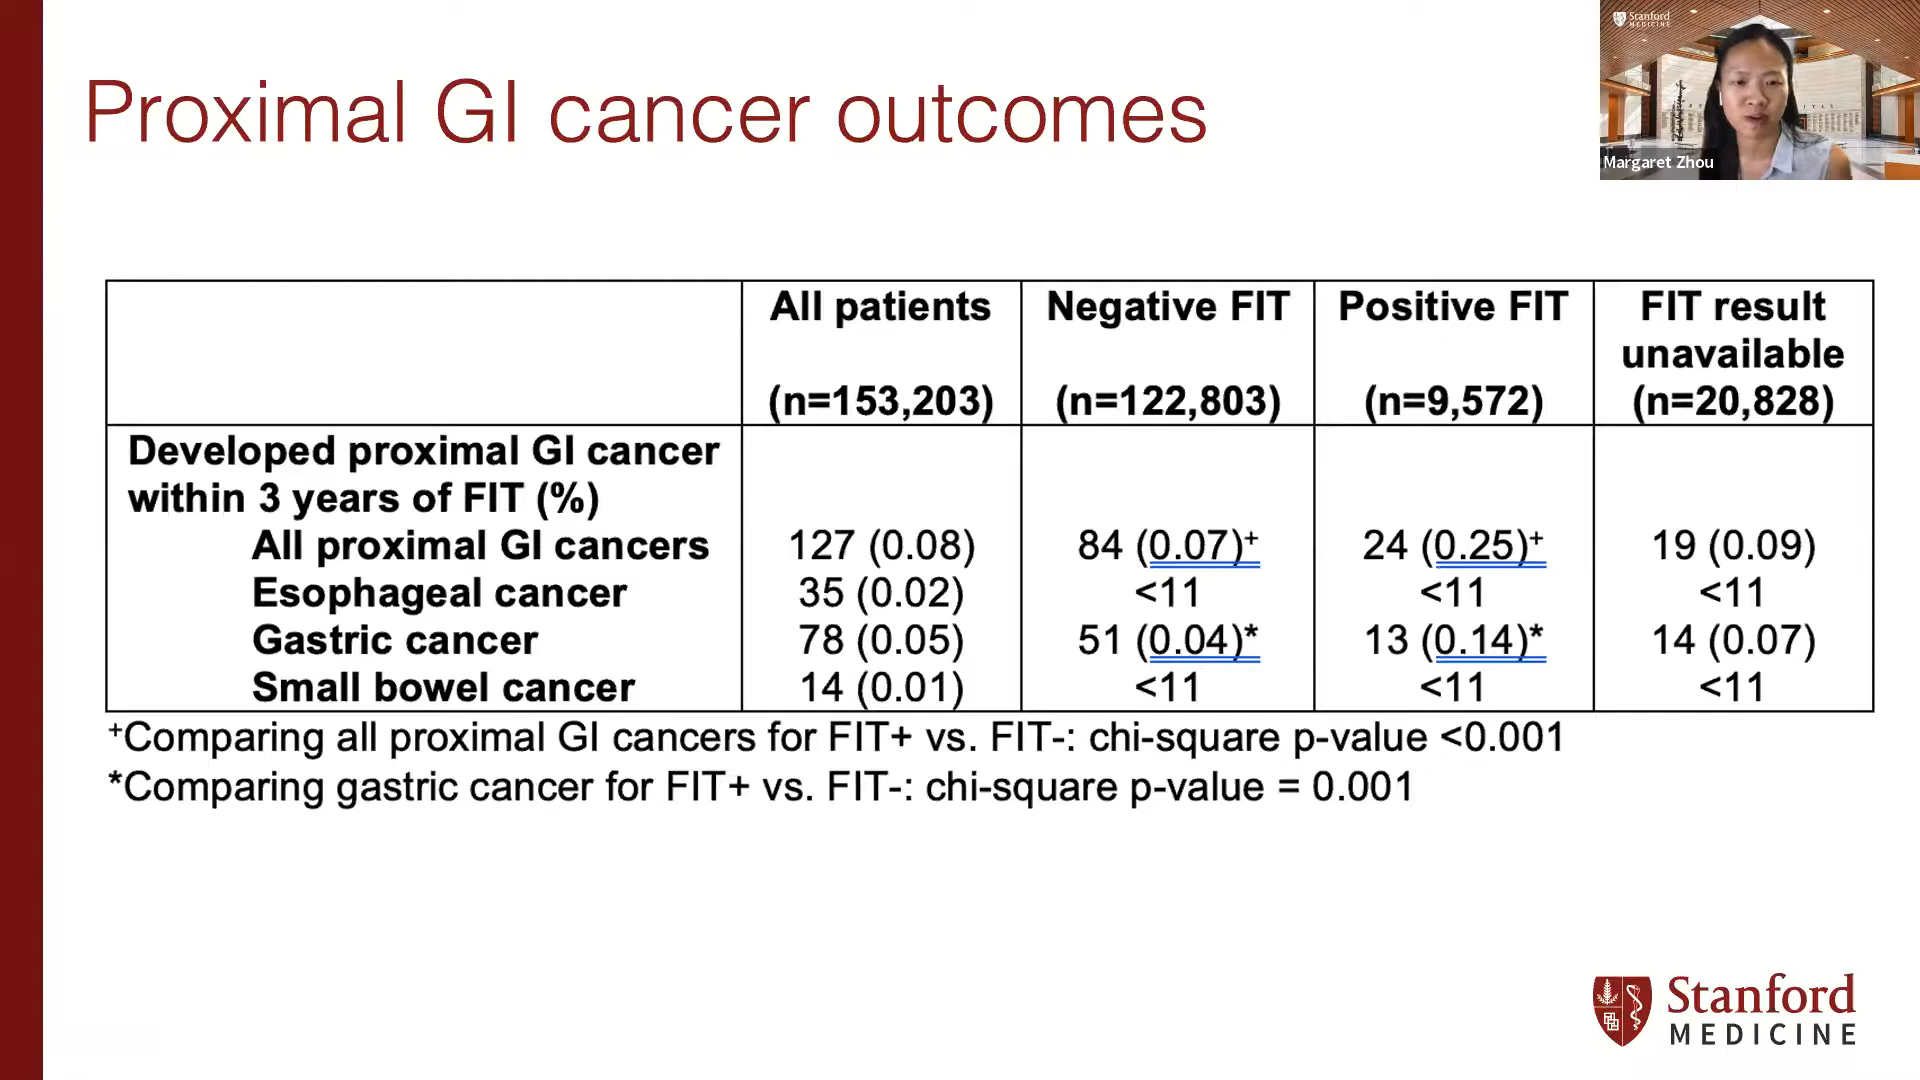 Proximal GI cancer outcomes
Stanford
MEDICINE
Margaret Zhou
All patients
(n=153,203)
Negative FIT
(n=122,803)
Positive FIT
(n=9,572)
FIT result
unavailable
(n=20,828)
Developed proximal GI cancer
within 3 years of FIT (%)
All proximal GI cancers 127 (0.08) 84 (0.07)+ 24 (0.25)+ 19 (0.09)
Esophageal cancer 35 (0.02) <11 <11 <11
Gastric cancer 78 (0.05) 51 (0.04)* 13 (0.14)* 14 (0.07)
Small bowel cancer 14 (0.01) <11 <11 <11
+Comparing all proximal GI cancers for FIT+ vs. FIT-: chi-square p-value <0.001
*Comparing gastric cancer for FIT+ vs. FIT-: chi-square p-value = 0.001
Stanford
MEDICINE